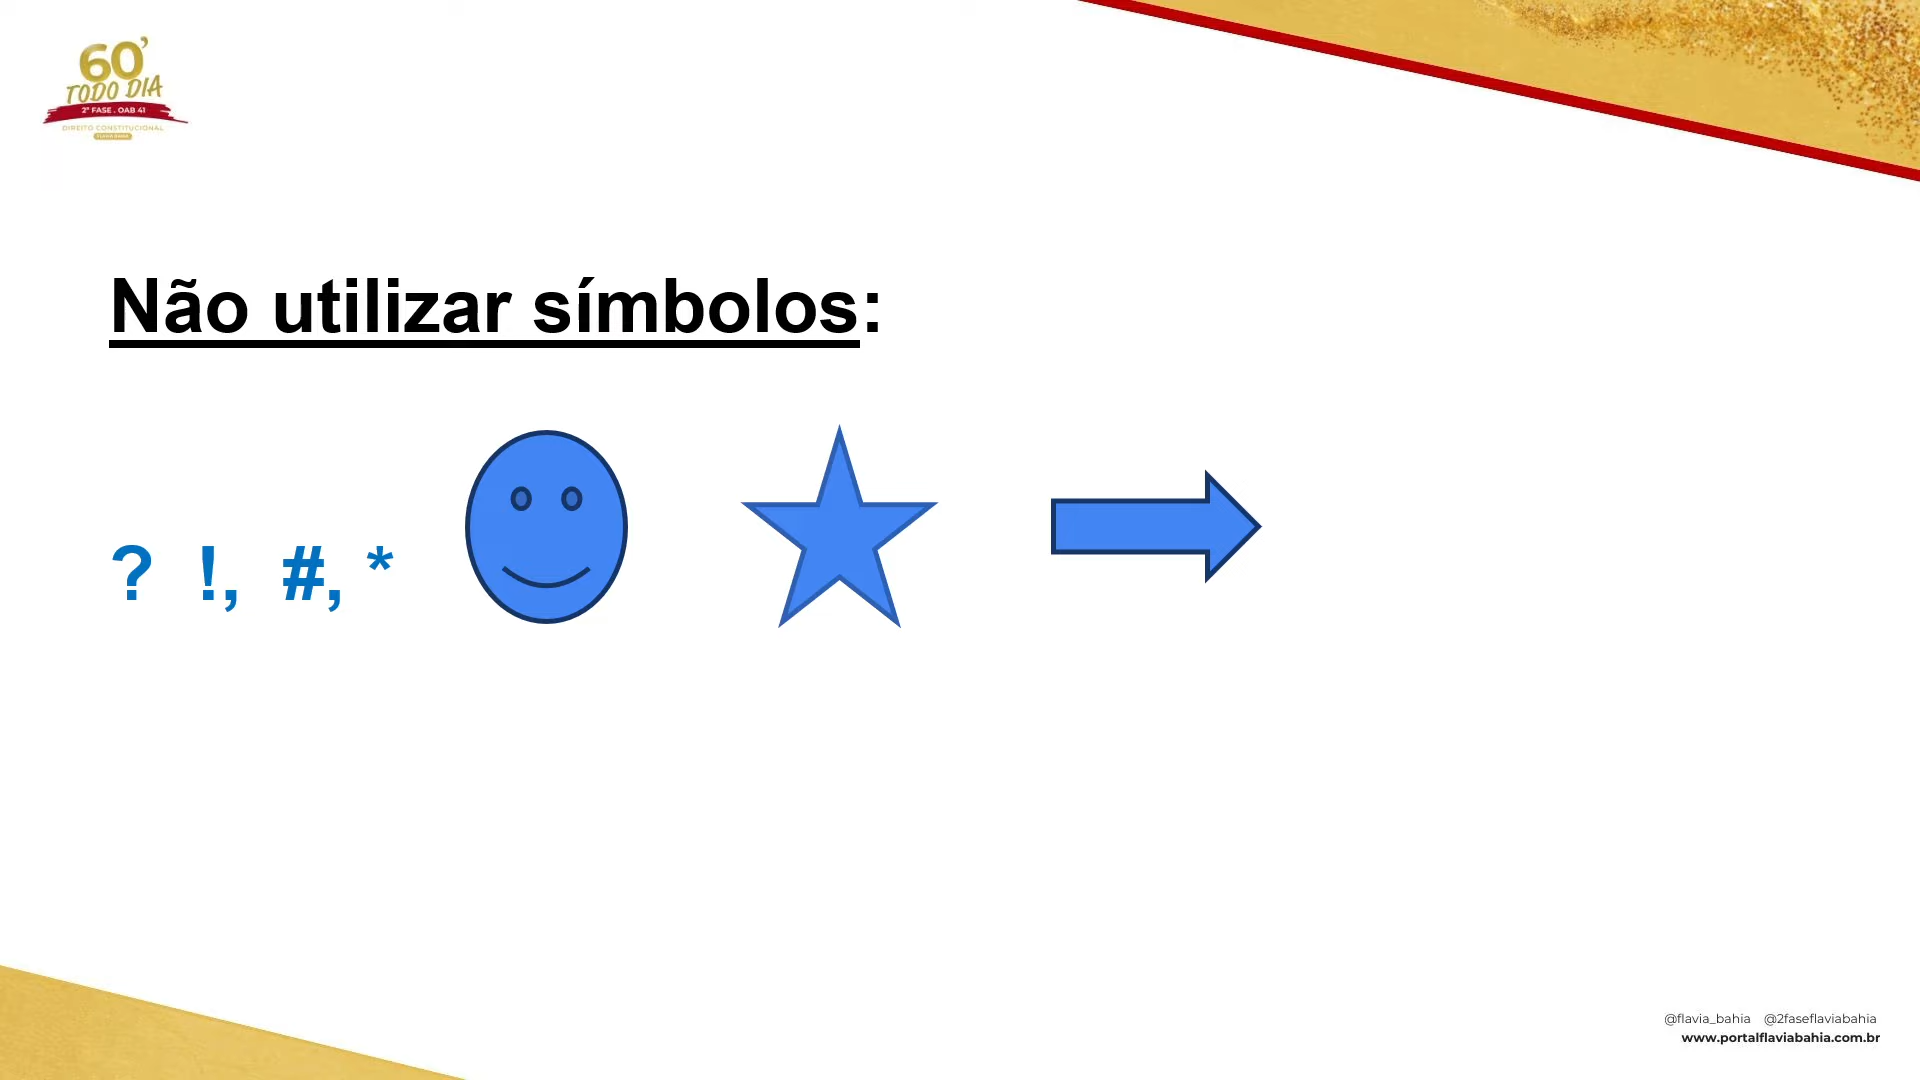 60'
TODO DIA
2ª FASE . OAB 41
DIREITO CONSTITUCIONAL
Não utilizar símbolos:
? !, #, *
@flavia_bahia @2faseflaviabahia
www.portalflaviabahia.com.br